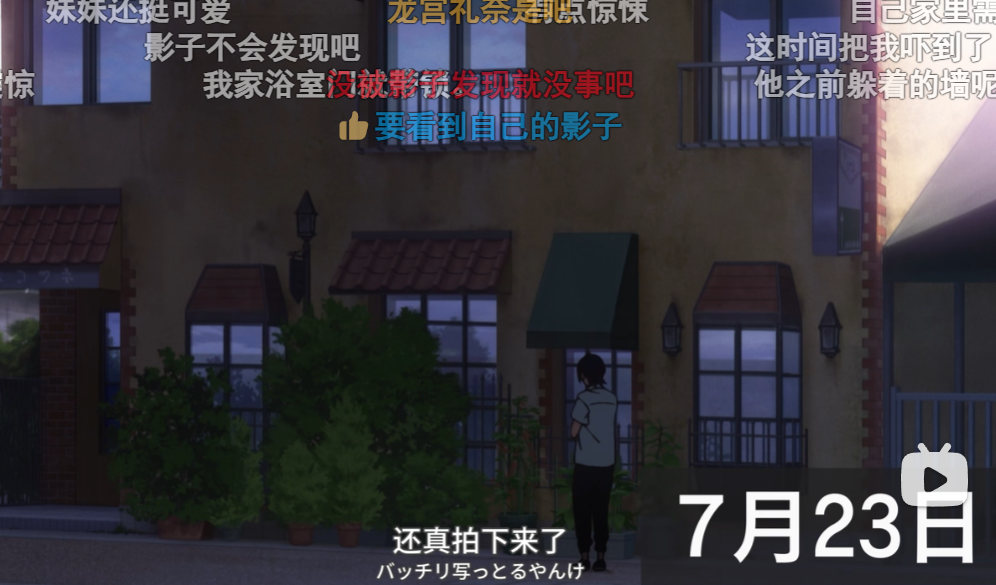 妹妹还挺可爱
龙宫礼奈是吧
有点惊悚
自己家里需
影子不会发现吧
这时间把我吓到了
惊
我家浴室
没被影子发现就没事吧
他之前躲着的墙呢
要看到自己的影子
7月23日
还真拍下来了
バッチリ写っとるやんけ